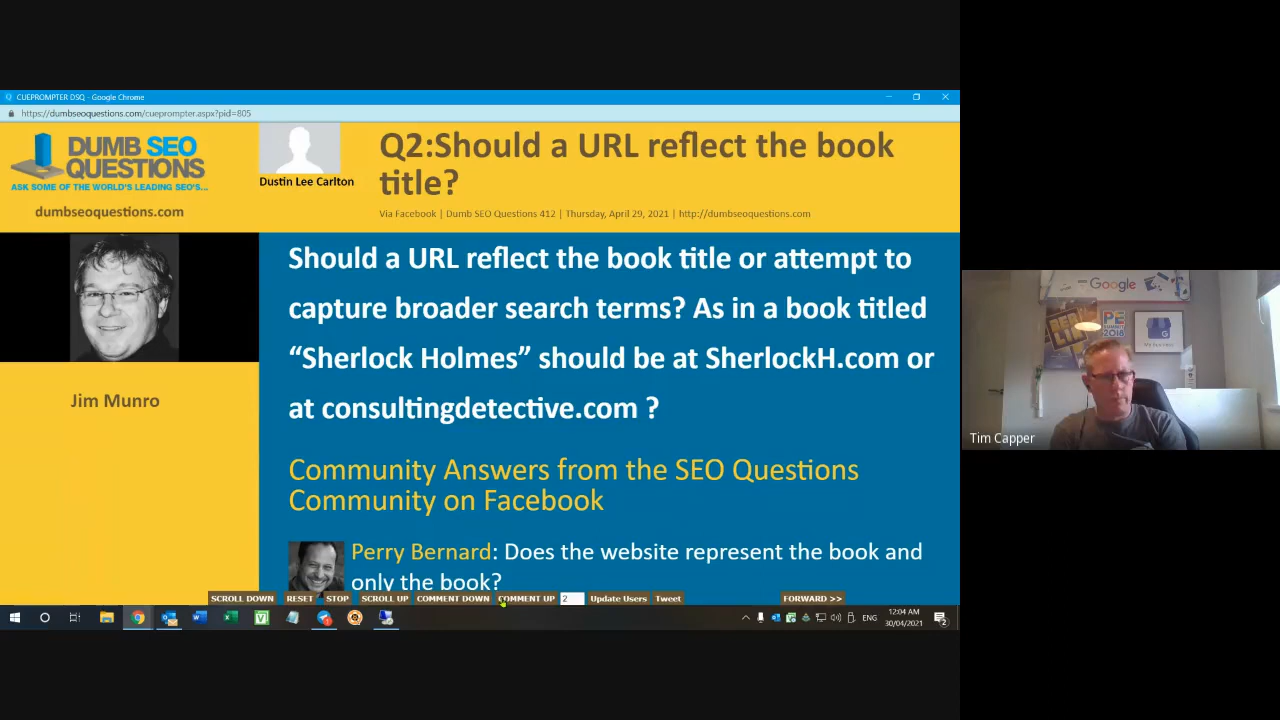 CUEPROMPTER DSQ - Google Chrome
https://dumbseoquestions.com/cueprompter.aspx?pid=805
DUMB SEO
QUESTIONS
ASK SOME OF THE WORLD'S LEADING SEO'S...
dumbseoquestions.com
Dustin Lee Carlton
Q2:Should a URL reflect the book
title?
Via Facebook | Dumb SEO Questions 412 | Thursday, April 29, 2021 | http://dumbseoquestions.com
Jim Munro
Should a URL reflect the book title or attempt to
capture broader search terms? As in a book titled
“Sherlock Holmes” should be at SherlockH.com or
at consultingdetective.com ?
Community Answers from the SEO Questions
Community on Facebook
Perry Bernard: Does the website represent the book and
only the book?
SCROLL DOWN RESET STOP SCROLL UP COMMENT DOWN COMMENT UP 2 Update Users Tweet FORWARD >>
ENG
12:04 AM
30/04/2021
2
Google
PE
SUMMIT
2018
My Business
Tim Capper